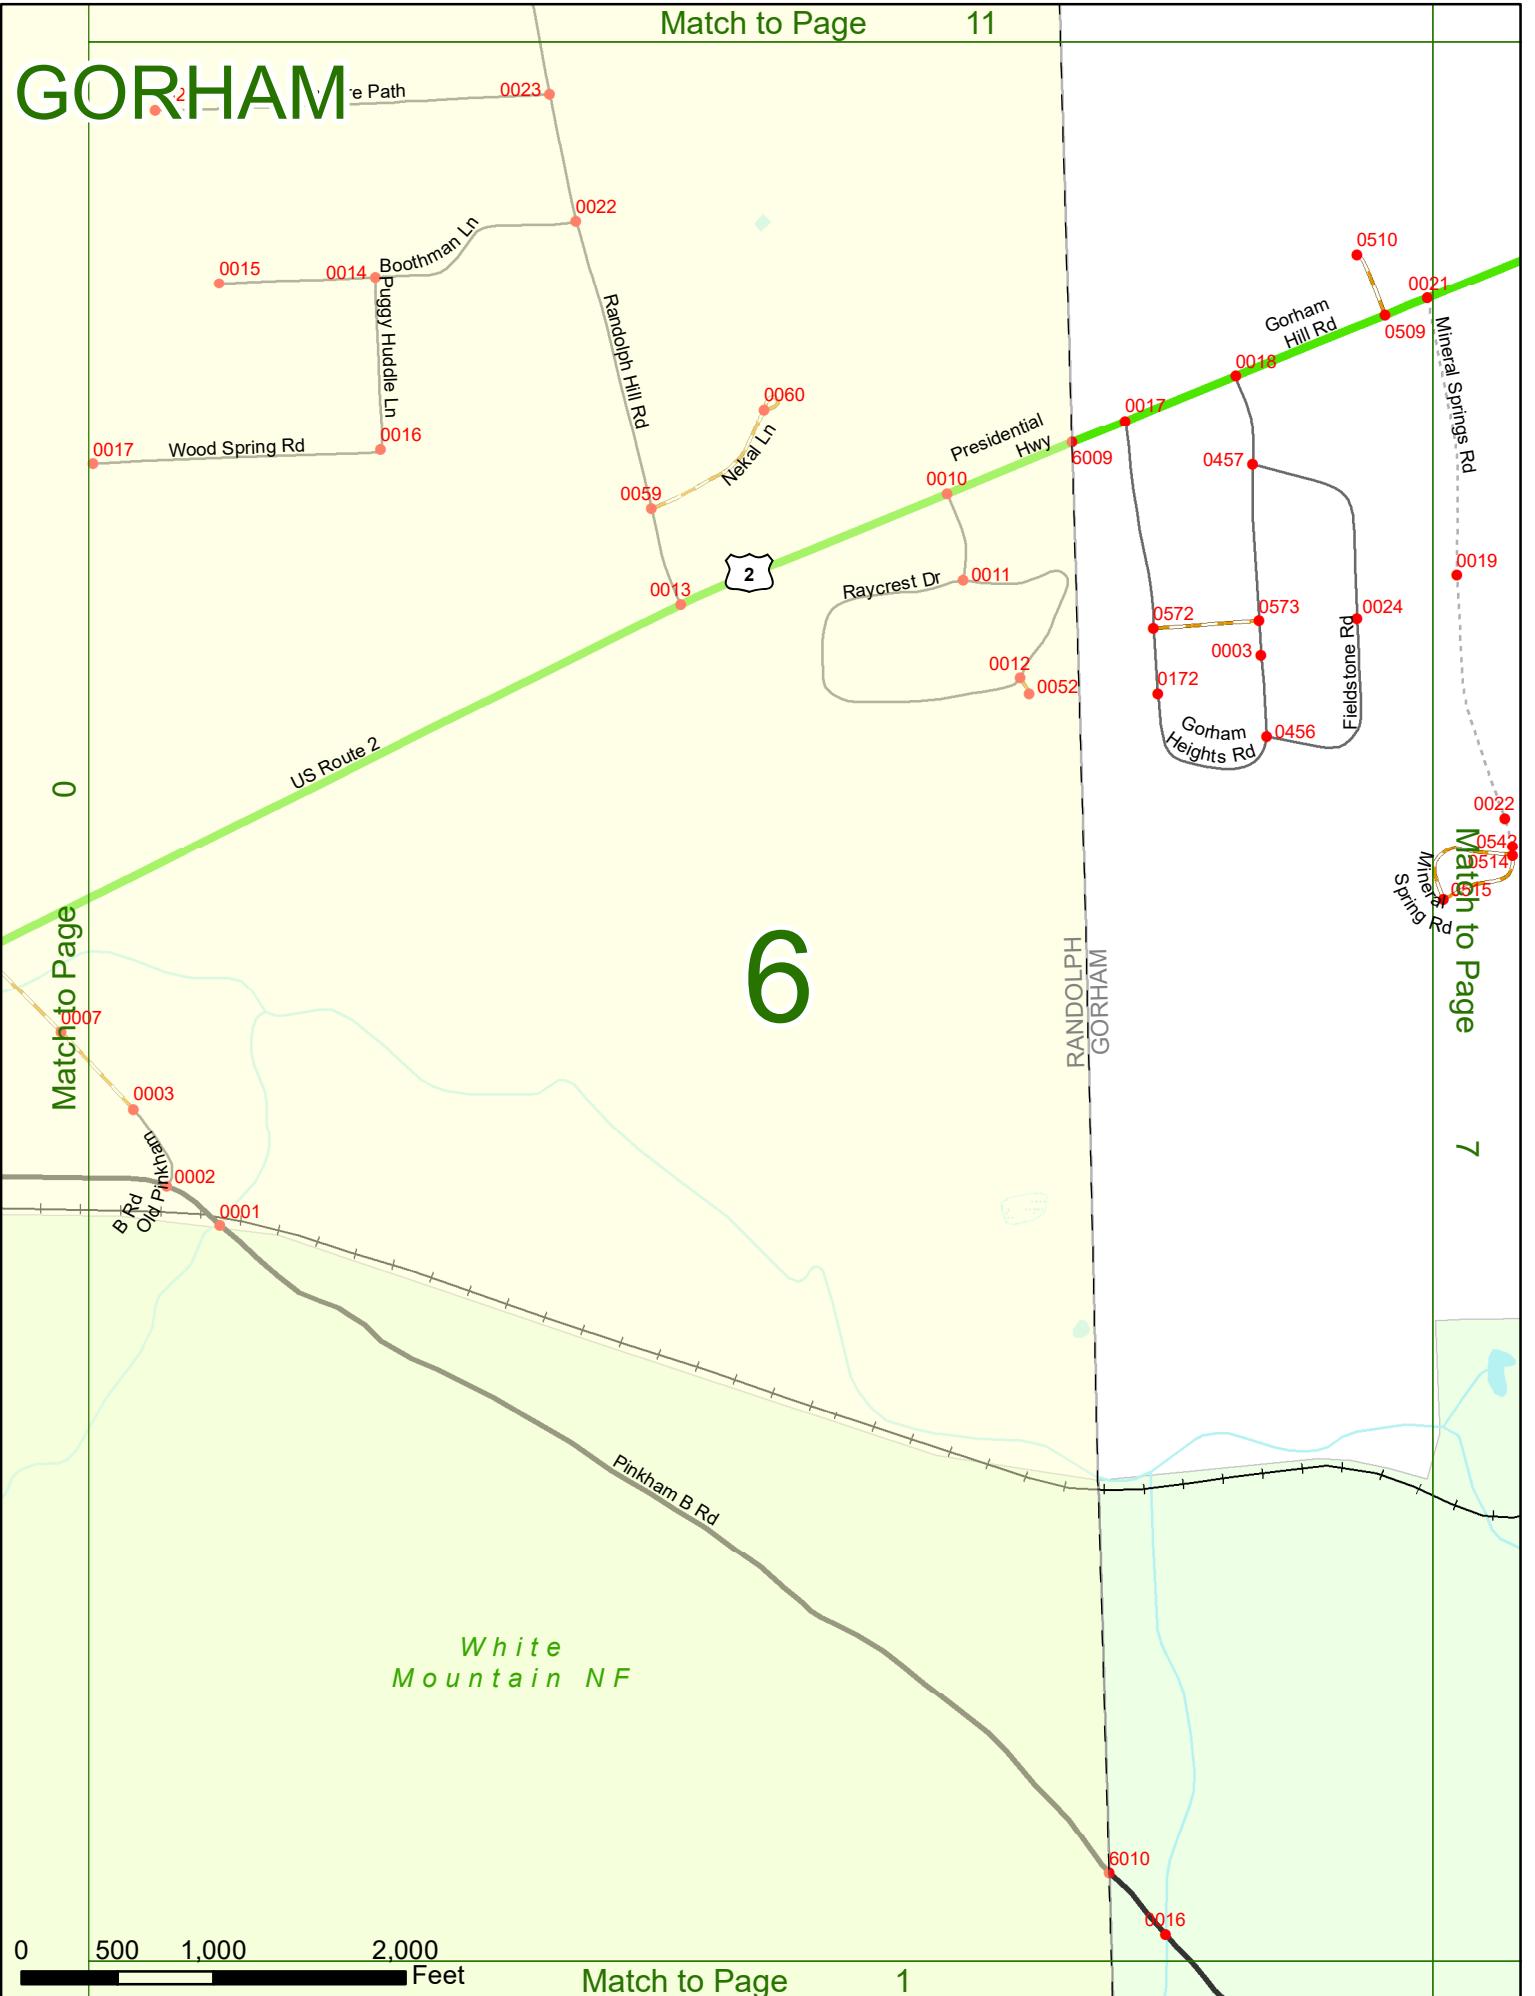 Match to Page 11
GORHAM
re Path
0023
0022
Boothman Ln
0015
0014
Puggy Huddle Ln
Randolph Hill Rd
0510
0021
Gorham
Hill Rd
0509
Mineral Springs Rd
0018
0060
0017
0016
Wood Spring Rd
0017
Nekal Ln
Presidential
Hwy
6009
0457
0059
0010
2
0013
Raycrest Dr
0011
0019
0572
0573
0024
0003
Fieldstone Rd
0012
0052
0172
Gorham
Heights Rd
0456
US Route 2
0
Match to Page
0022
0542
0514
0515
Mineral
Spring Rd
Match to Page
7
6
RANDOLPH
GORHAM
0007
0003
Old Pinkham
B Rd
0002
0001
Pinkham B Rd
White
Mountain NF
6010
0016
0 500 1,000 2,000
Feet
Match to Page 1